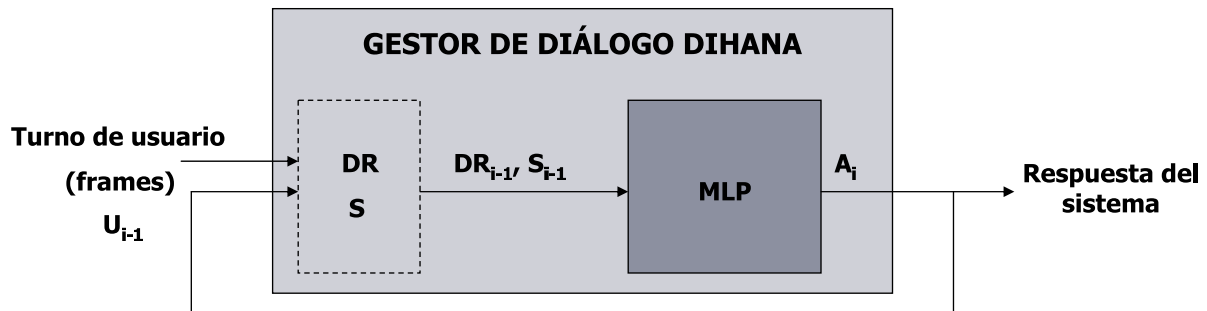 GESTOR DE DIÁLOGO DIHANA
Turno de usuario
(frames)
U_{i-1}
DR
S
DR_{i-1}, S_{i-1}
MLP
A_i
Respuesta del
sistema